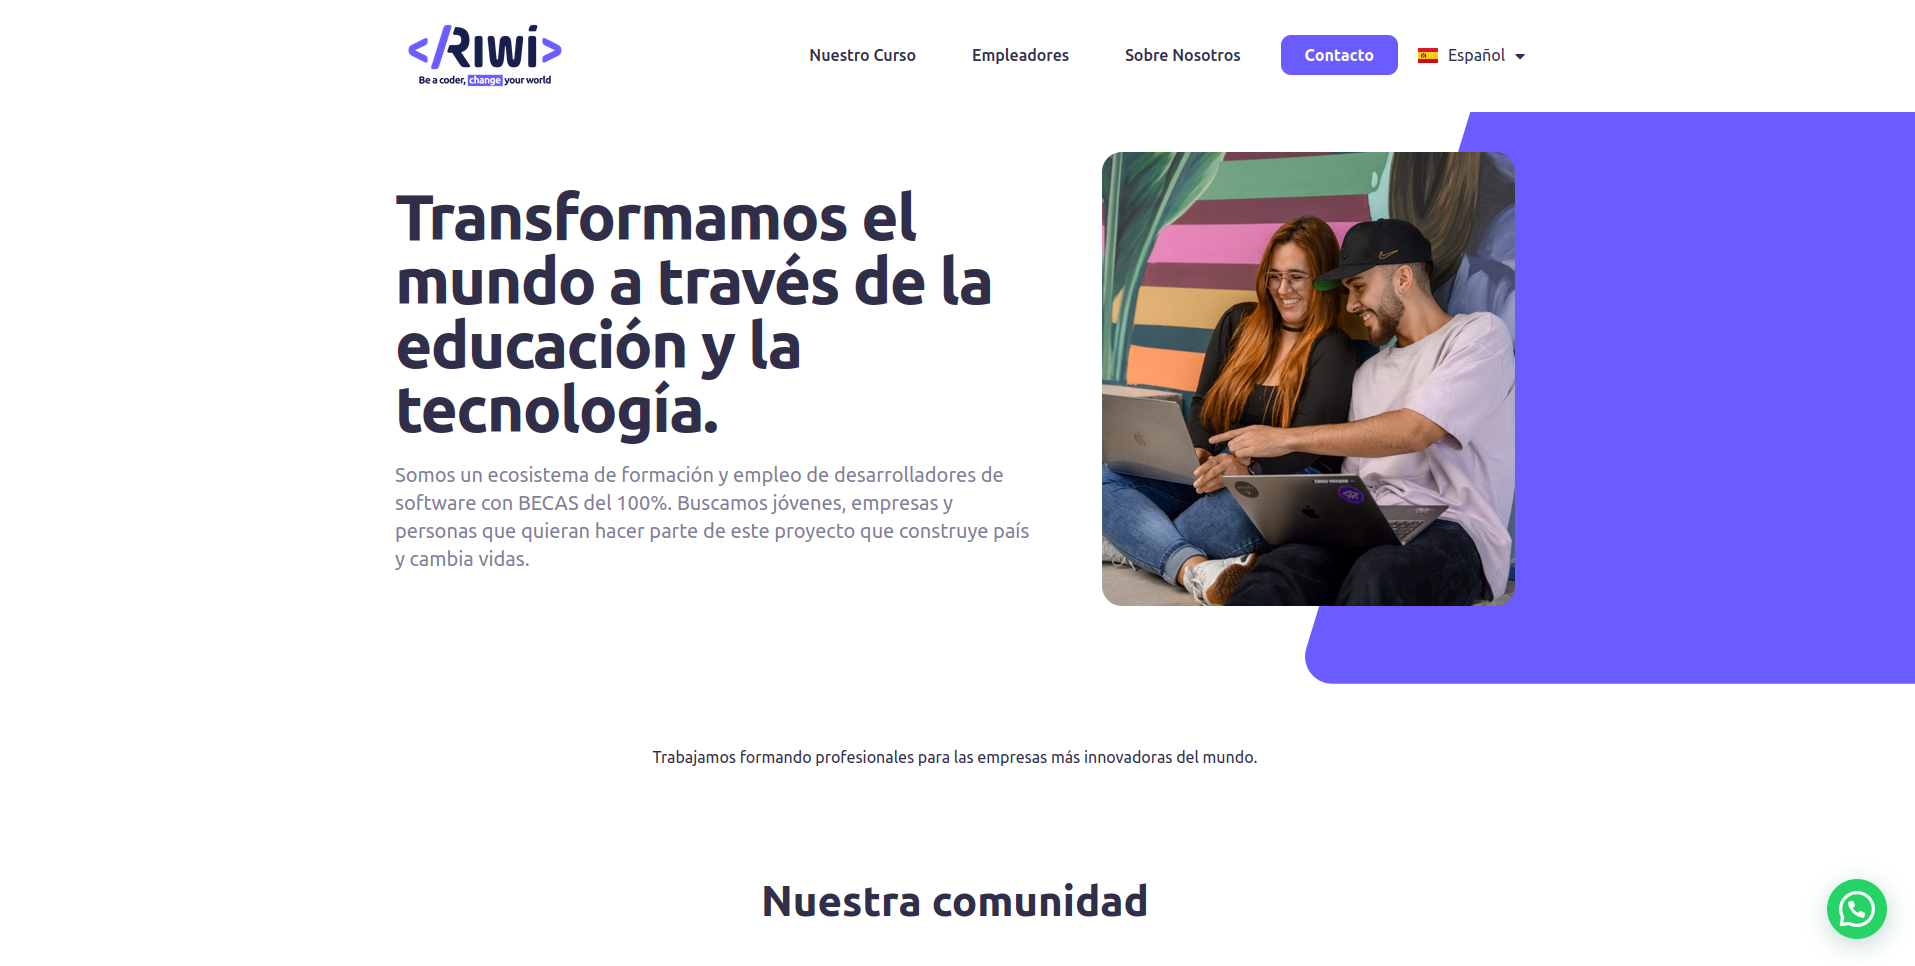 </RIWI>
Be a coder, change your world
Nuestro Curso
Empleadores
Sobre Nosotros
Contacto
Español
Transformamos el
mundo a través de la
educación y la
tecnología.
Somos un ecosistema de formación y empleo de desarrolladores de
software con BECAS del 100%. Buscamos jóvenes, empresas y
personas que quieran hacer parte de este proyecto que construye país
y cambia vidas.
Trabajamos formando profesionales para las empresas más innovadoras del mundo.
Nuestra comunidad